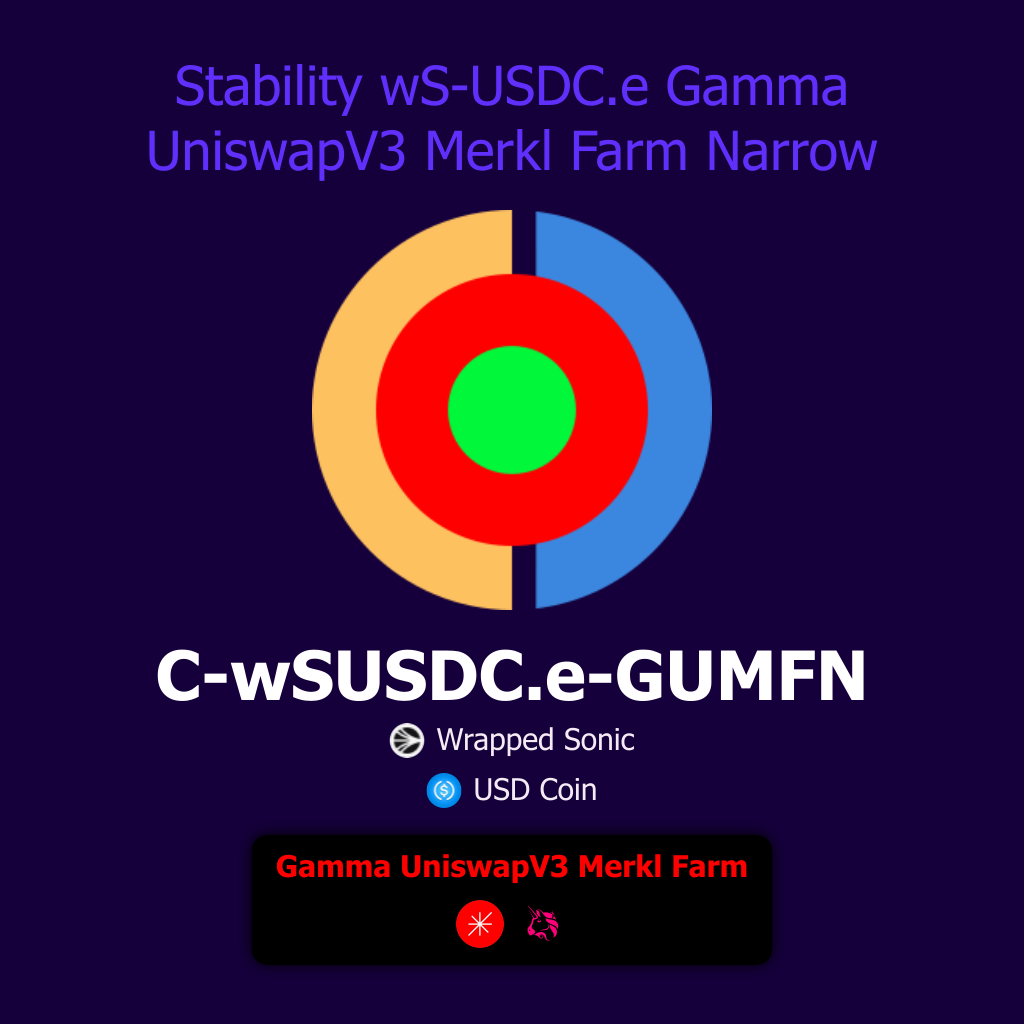 Stability wS-USDC.e Gamma
UniswapV3 Merkl Farm Narrow
C-wSUSDC.e-GUMFN
Wrapped Sonic
USD Coin
Gamma UniswapV3 Merkl Farm